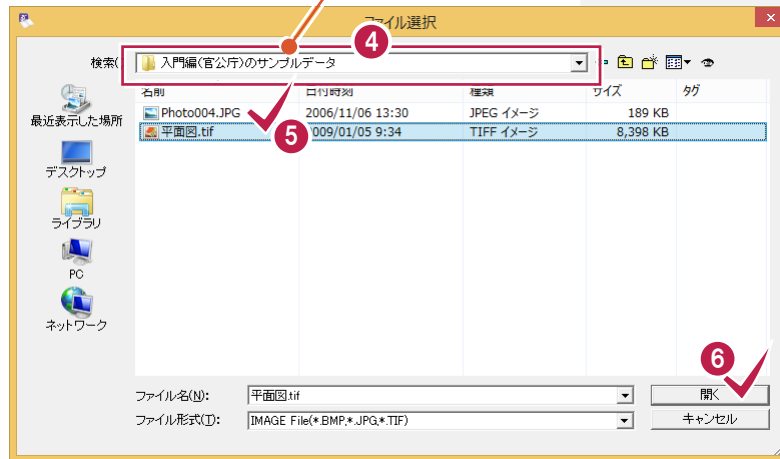 ファイル選択
検索(
入門編(官公庁)のサンプルデータ
4
名前 日付時刻 種類 サイズ タグ
Photo004.JPG 2006/11/06 13:30 JPEG イメージ 189 KB
平面図.tif 2009/01/05 9:34 TIFF イメージ 8,398 KB
5
最近表示した場所
デスクトップ
ライブラリ
PC
ネットワーク
6
ファイル名(N): 平面図.tif 開く
ファイル形式(T): IMAGE File(*.BMP,*.JPG,*.TIF) キャンセル